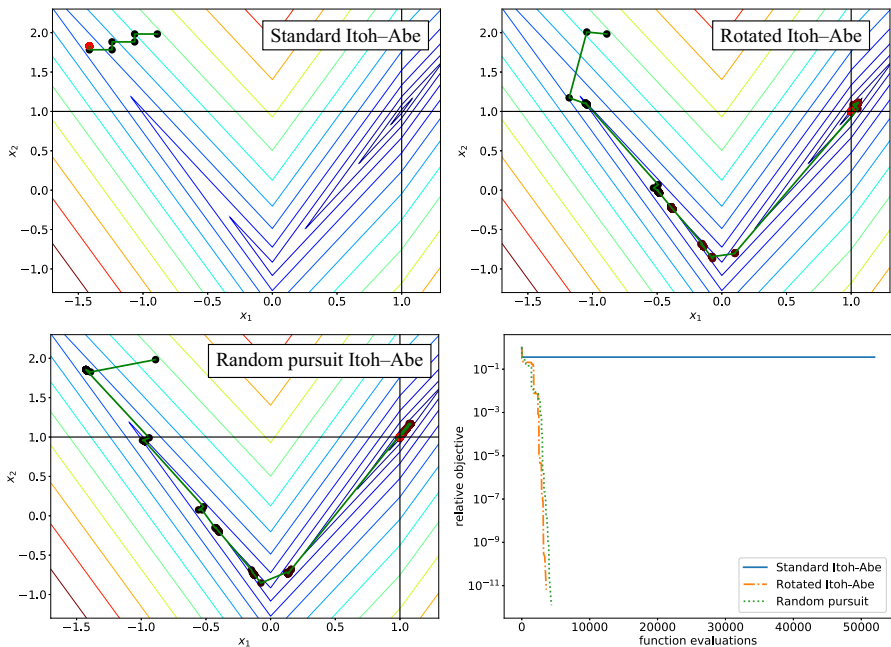 Standard Itoh–Abe
x2
2.0
1.5
1.0
0.5
0.0
−0.5
−1.0
−1.5 −1.0 −0.5 0.0 0.5 1.0
x1
Rotated Itoh–Abe
x2
2.0
1.5
1.0
0.5
0.0
−0.5
−1.0
−1.5 −1.0 −0.5 0.0 0.5 1.0
x1
Random pursuit Itoh–Abe
x2
2.0
1.5
1.0
0.5
0.0
−0.5
−1.0
−1.5 −1.0 −0.5 0.0 0.5 1.0
x1
relative objective
10⁻¹
10⁻³
10⁻⁵
10⁻⁷
10⁻⁹
10⁻¹¹
Standard Itoh-Abe
Rotated Itoh-Abe
Random pursuit
0 10000 20000 30000 40000 50000
function evaluations